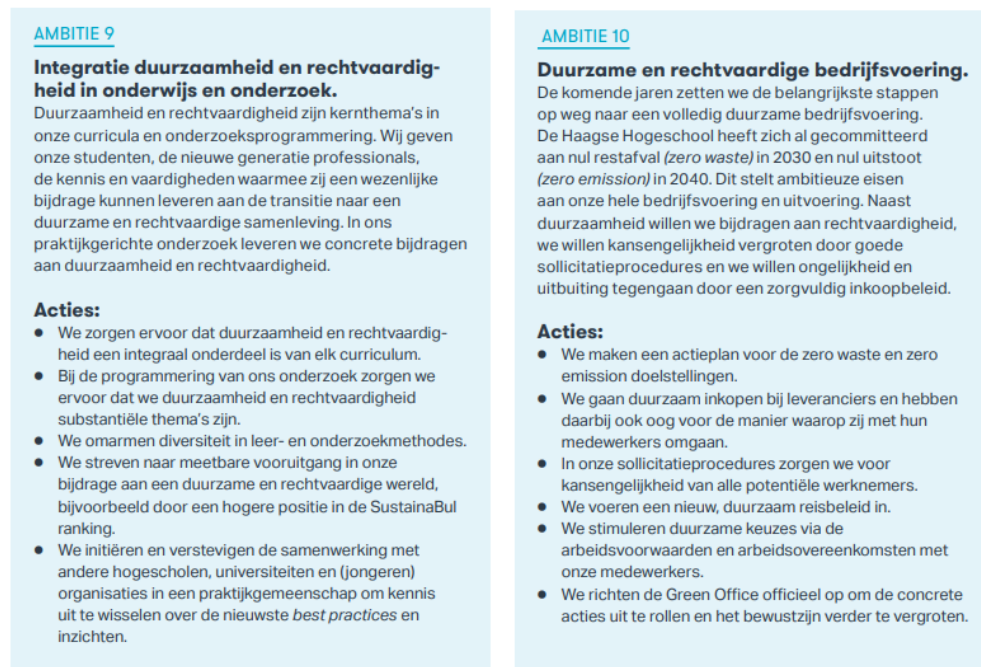 AMBITIE 9
Integratie duurzaamheid en rechtvaardig-
heid in onderwijs en onderzoek.
Duurzaamheid en rechtvaardigheid zijn kernthema's in
onze curricula en onderzoeksprogrammering. Wij geven
onze studenten, de nieuwe generatie professionals,
de kennis en vaardigheden waarmee zij een wezenlijke
bijdrage kunnen leveren aan de transitie naar een
duurzame en rechtvaardige samenleving. In ons
praktijkgerichte onderzoek leveren we concrete bijdragen
aan duurzaamheid en rechtvaardigheid.
Acties:
• We zorgen ervoor dat duurzaamheid en rechtvaardig-
heid een integraal onderdeel is van elk curriculum.
• Bij de programmering van ons onderzoek zorgen we
ervoor dat we duurzaamheid en rechtvaardigheid
substantiële thema's zijn.
• We omarmen diversiteit in leer- en onderzoekmethodes.
• We streven naar meetbare vooruitgang in onze
bijdrage aan een duurzame en rechtvaardige wereld,
bijvoorbeeld door een hogere positie in de SustainaBul
ranking.
• We initiëren en verstevigen de samenwerking met
andere hogescholen, universiteiten en (jongeren)
organisaties in een praktijkgemeenschap om kennis
uit te wisselen over de nieuwste best practices en
inzichten.
AMBITIE 10
Duurzame en rechtvaardige bedrijfsvoering.
De komende jaren zetten we de belangrijkste stappen
op weg naar een volledig duurzame bedrijfsvoering.
De Haagse Hogeschool heeft zich al gecommitteerd
aan nul restafval (zero waste) in 2030 en nul uitstoot
(zero emission) in 2040. Dit stelt ambitieuze eisen
aan onze hele bedrijfsvoering en uitvoering. Naast
duurzaamheid willen we bijdragen aan rechtvaardigheid,
we willen kansengelijkheid vergroten door goede
sollicitatieprocedures en we willen ongelijkheid en
uitbuiting tegengaan door een zorgvuldig inkoopbeleid.
Acties:
• We maken een actieplan voor de zero waste en zero
emission doelstellingen.
• We gaan duurzaam inkopen bij leveranciers en hebben
daarbij ook oog voor de manier waarop zij met hun
medewerkers omgaan.
• In onze sollicitatieprocedures zorgen we voor
kansengelijkheid van alle potentiële werknemers.
• We voeren een nieuw, duurzaam reisbeleid in.
• We stimuleren duurzame keuzes via de
arbeidsvoorwaarden en arbeidsovereenkomsten met
onze medewerkers.
• We richten de Green Office officieel op om de concrete
acties uit te rollen en het bewustzijn verder te vergroten.